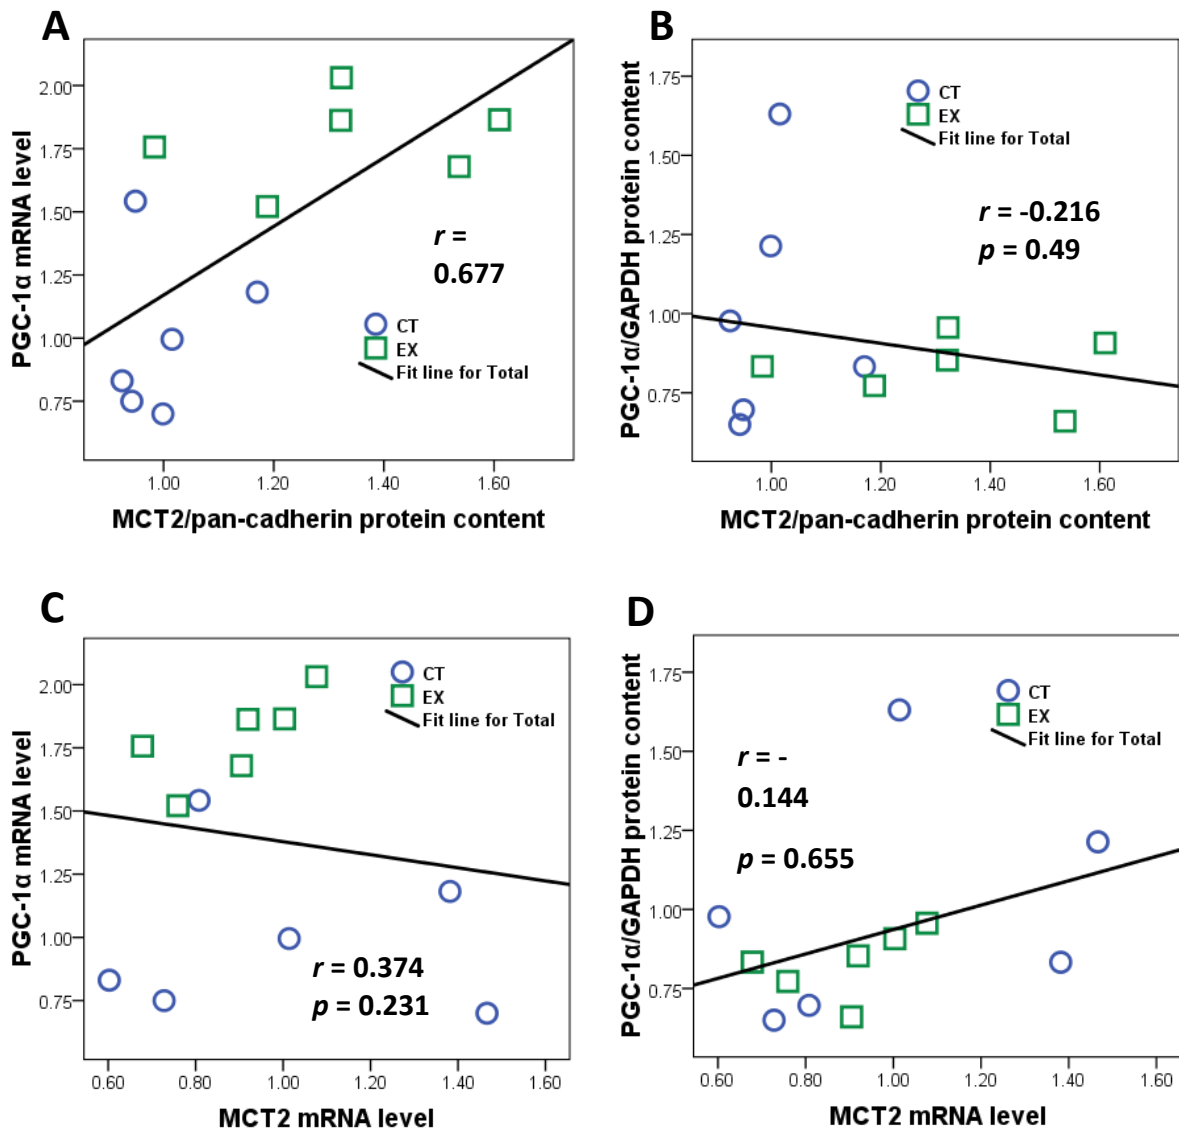 A
PGC-1α mRNA level
2.00
1.75
1.50
1.25
1.00
0.75
r =
0.677
CT
EX
Fit line for Total
1.00 1.20 1.40 1.60
MCT2/pan-cadherin protein content
B
PGC-1α/GAPDH protein content
1.75
1.50
1.25
1.00
0.75
CT
EX
Fit line for Total
r = -0.216
p = 0.49
1.00 1.20 1.40 1.60
MCT2/pan-cadherin protein content
C
PGC-1α mRNA level
2.00
1.75
1.50
1.25
1.00
0.75
CT
EX
Fit line for Total
r = 0.374
p = 0.231
0.60 0.80 1.00 1.20 1.40 1.60
MCT2 mRNA level
D
PGC-1α/GAPDH protein content
1.75
1.50
1.25
1.00
0.75
CT
EX
Fit line for Total
r = -
0.144
p = 0.655
0.60 0.80 1.00 1.20 1.40 1.60
MCT2 mRNA level